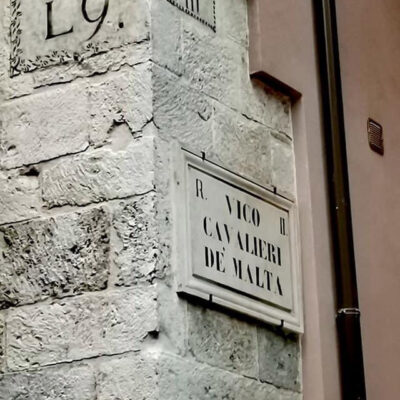 L9.
R. VICO II.
CAVALIERI
DE MALTA